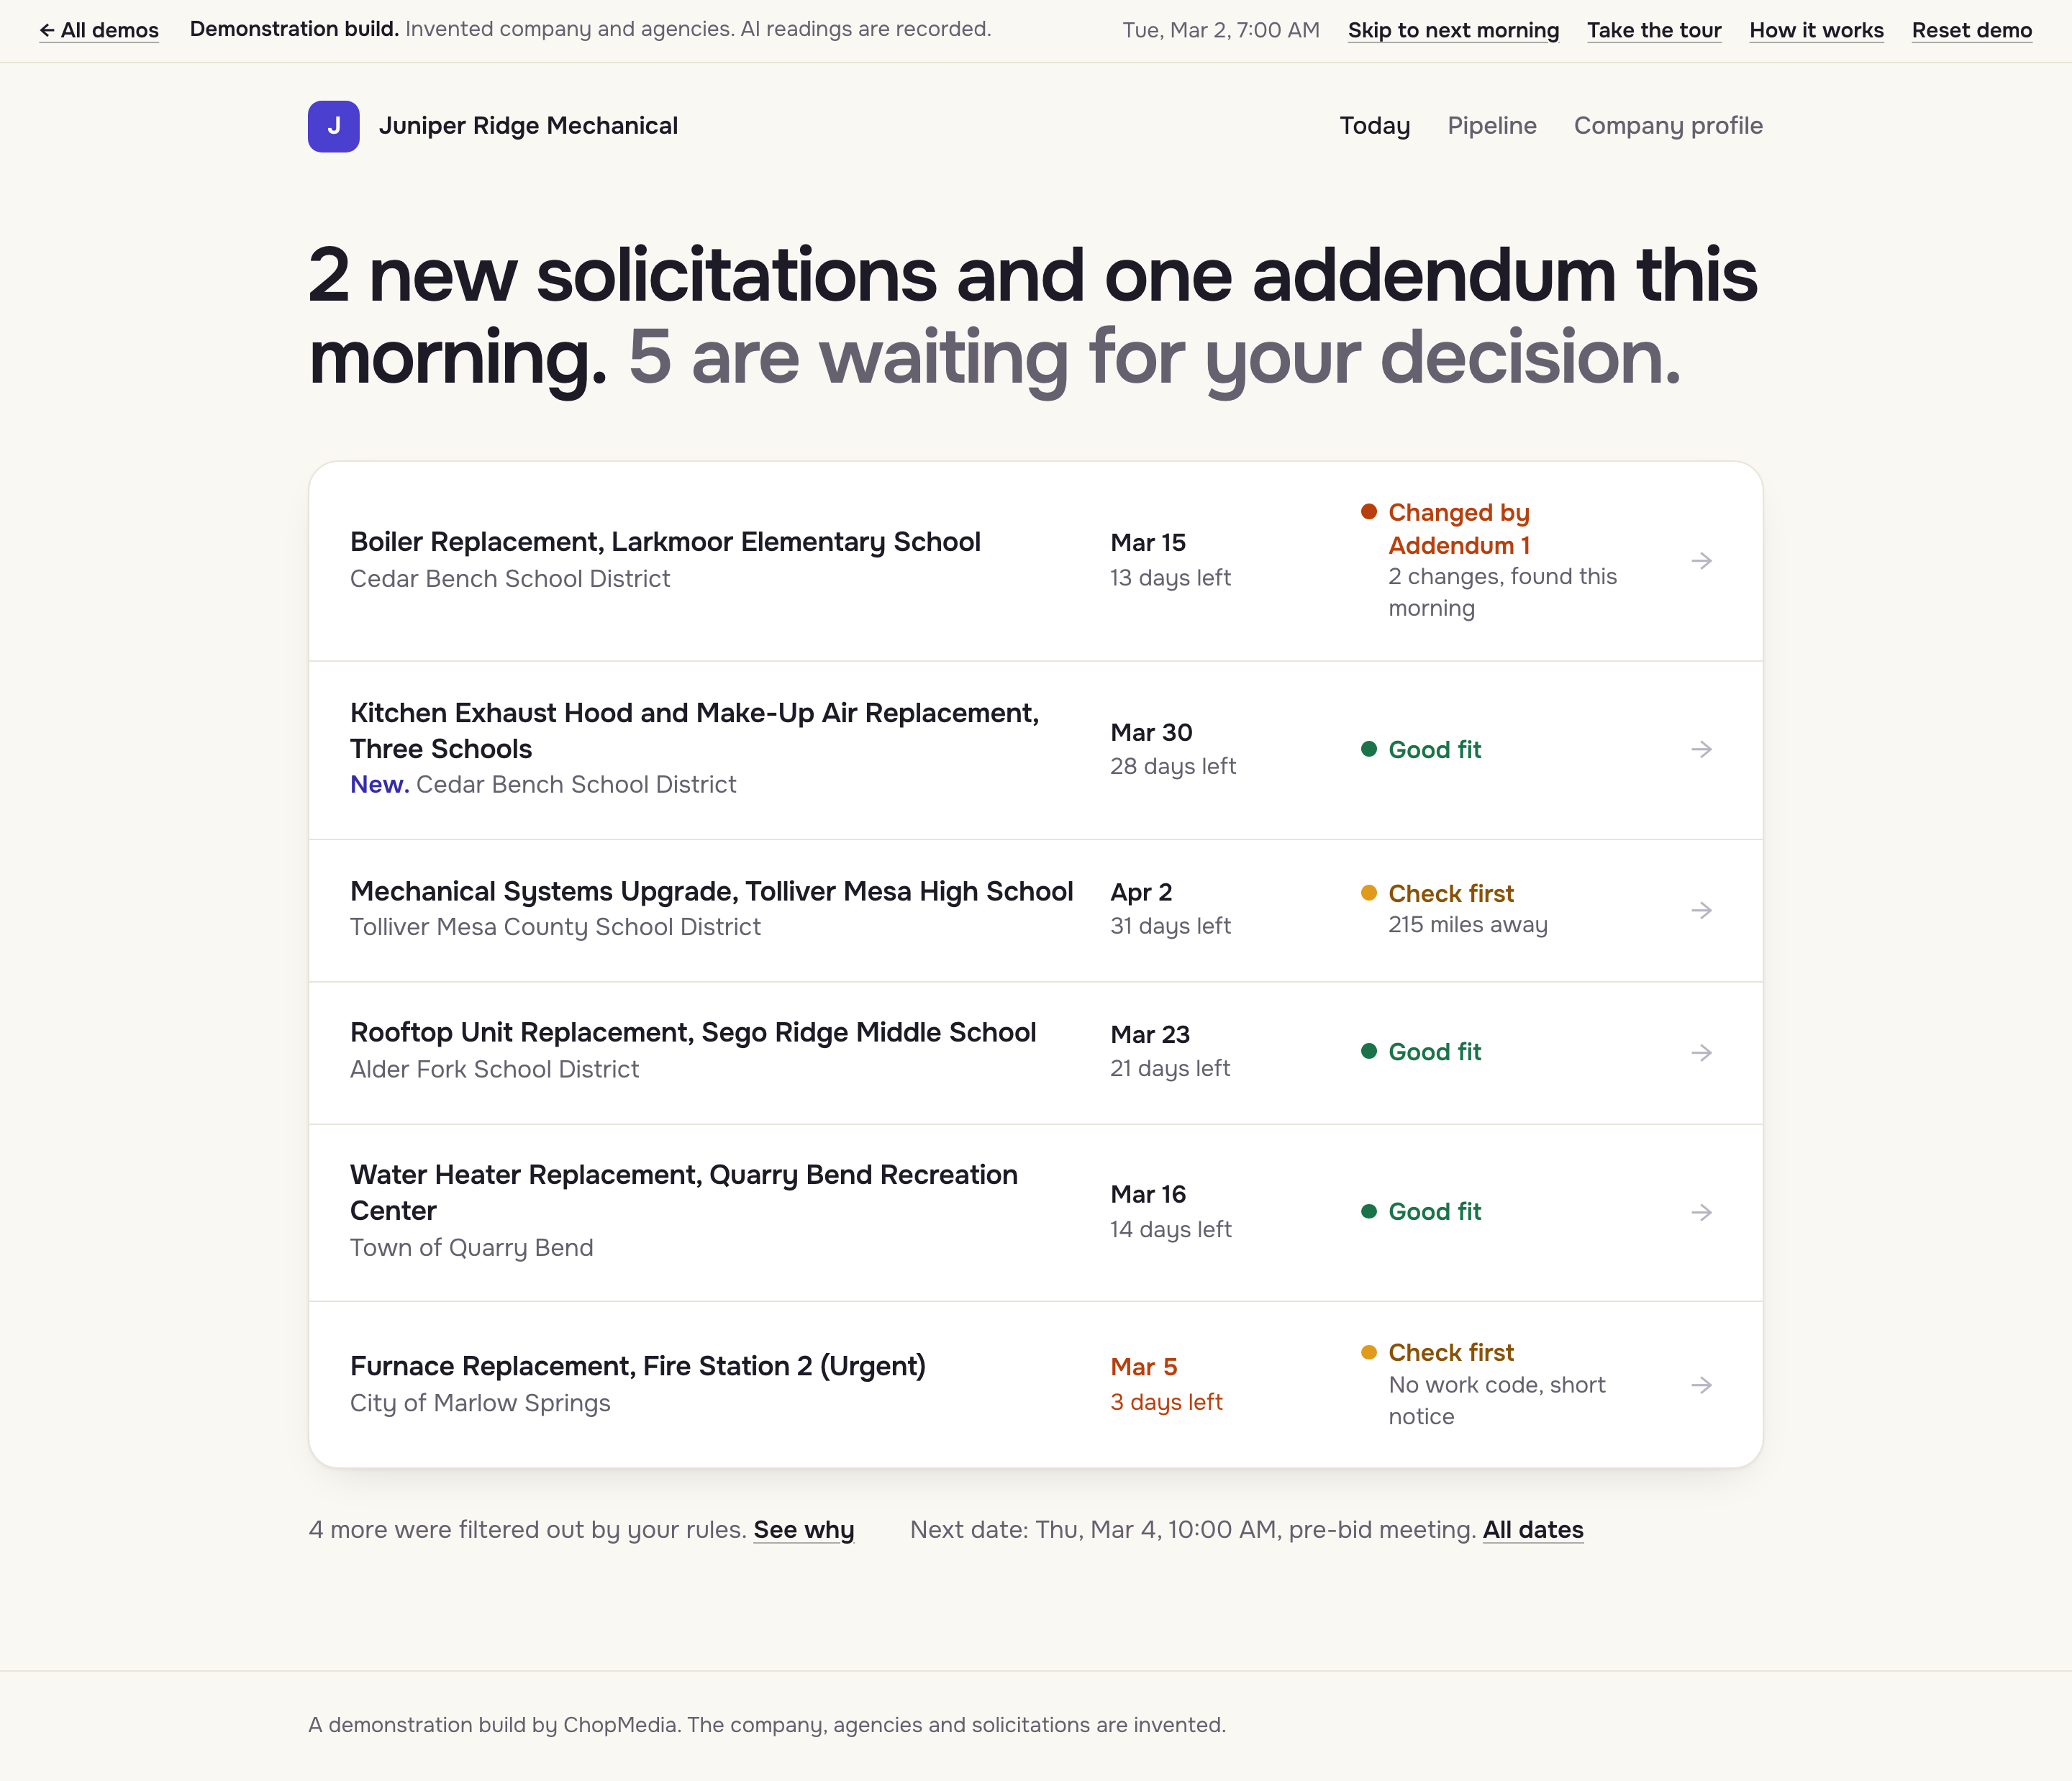 ← All demos
Demonstration build. Invented company and agencies. AI readings are recorded.
Tue, Mar 2, 7:00 AM
Skip to next morning
Take the tour
How it works
Reset demo
J
Juniper Ridge Mechanical
Today
Pipeline
Company profile
2 new solicitations and one addendum this
morning. 5 are waiting for your decision.
Boiler Replacement, Larkmoor Elementary School
Cedar Bench School District
Mar 15
13 days left
Changed by
Addendum 1
2 changes, found this
morning
→
Kitchen Exhaust Hood and Make-Up Air Replacement,
Three Schools
New. Cedar Bench School District
Mar 30
28 days left
Good fit
→
Mechanical Systems Upgrade, Tolliver Mesa High School
Tolliver Mesa County School District
Apr 2
31 days left
Check first
215 miles away
→
Rooftop Unit Replacement, Sego Ridge Middle School
Alder Fork School District
Mar 23
21 days left
Good fit
→
Water Heater Replacement, Quarry Bend Recreation
Center
Town of Quarry Bend
Mar 16
14 days left
Good fit
→
Furnace Replacement, Fire Station 2 (Urgent)
City of Marlow Springs
Mar 5
3 days left
Check first
No work code, short
notice
→
4 more were filtered out by your rules. See why
Next date: Thu, Mar 4, 10:00 AM, pre-bid meeting. All dates
A demonstration build by ChopMedia. The company, agencies and solicitations are invented.